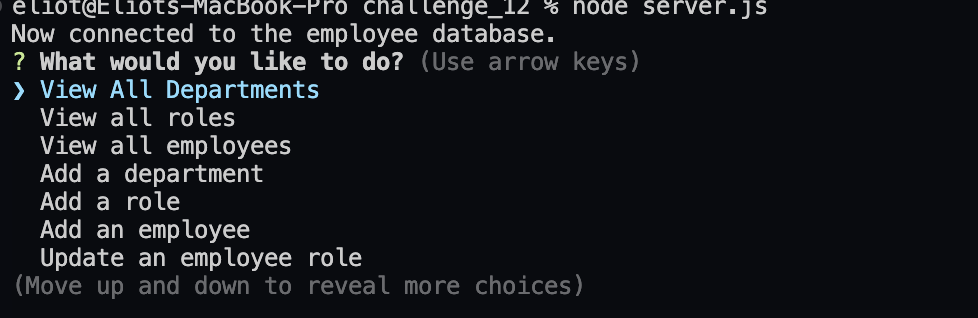 eliot@Eliots-MacBook-Pro challenge_12 % node server.js
Now connected to the employee database.
? What would you like to do? (Use arrow keys)
❯ View All Departments
View all roles
View all employees
Add a department
Add a role
Add an employee
Update an employee role
(Move up and down to reveal more choices)